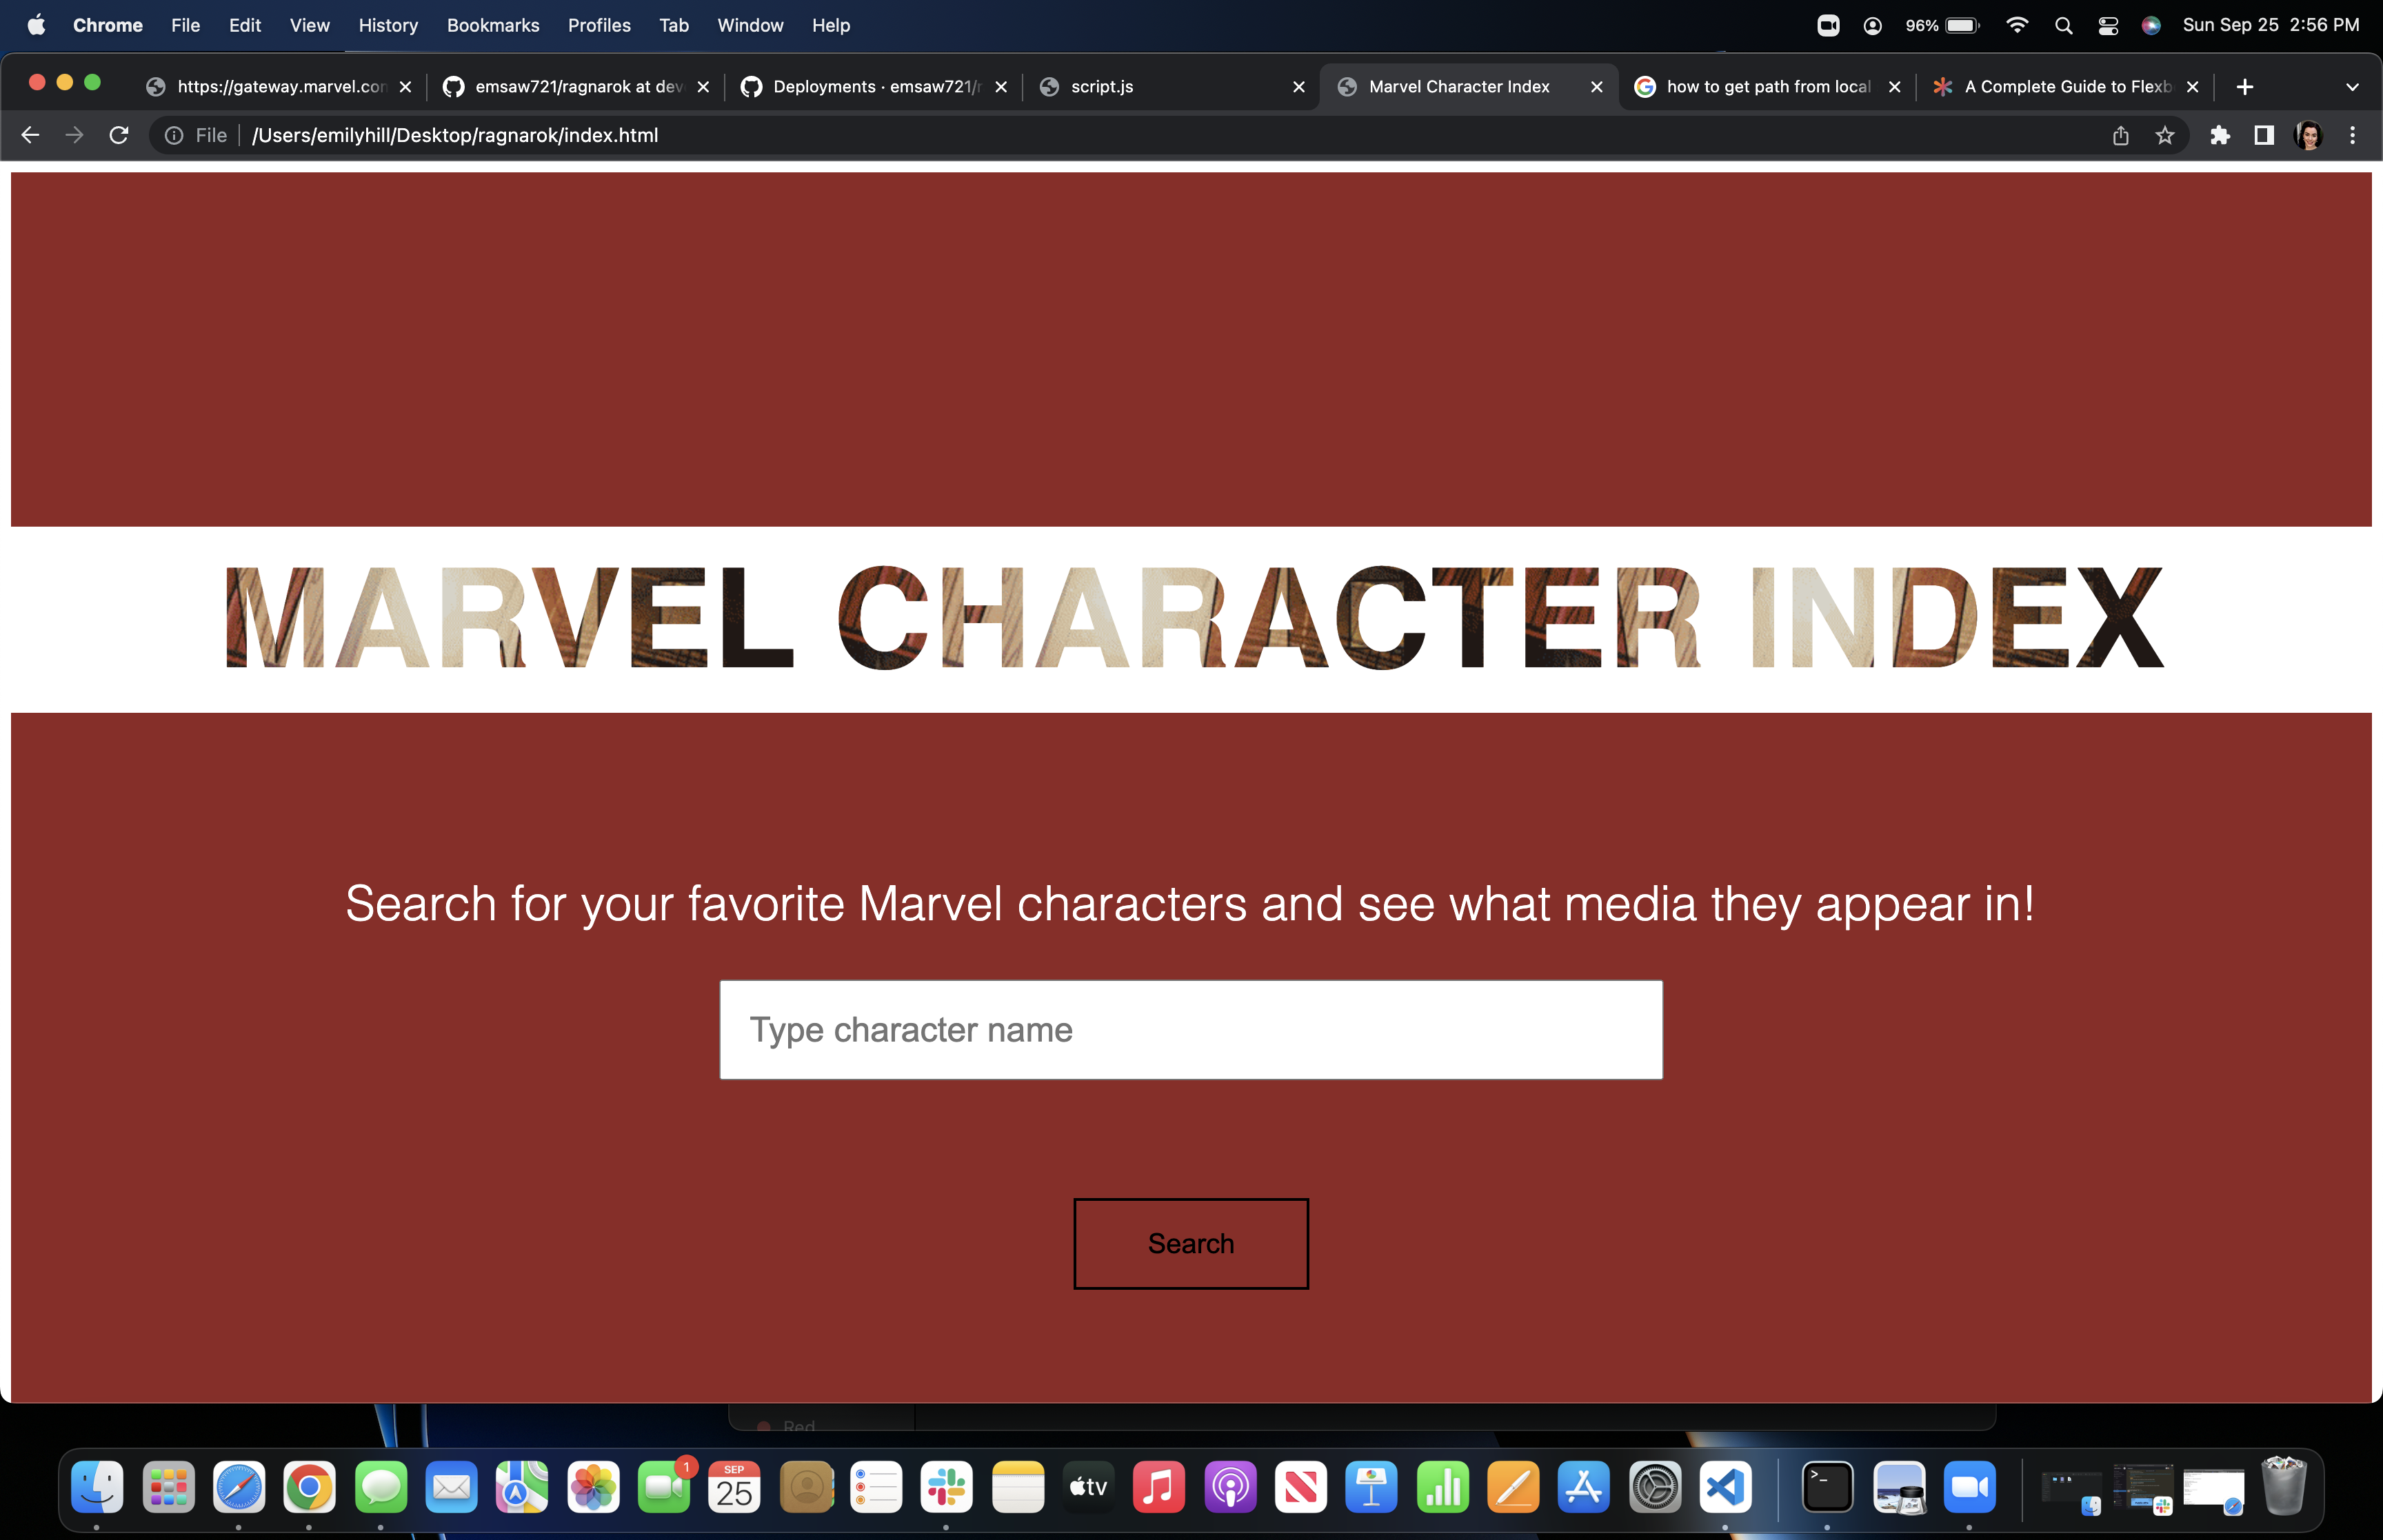 Chrome File Edit View History Bookmarks Profiles Tab Window Help 96% Sun Sep 25 2:56 PM
https://gateway.marvel.con emsaw721/ragnarok at dev Deployments · emsaw721/r script.js Marvel Character Index how to get path from local A Complete Guide to Flexb
File /Users/emilyhill/Desktop/ragnarok/index.html
MARVEL CHARACTER INDEX
Search for your favorite Marvel characters and see what media they appear in!
Type character name
Search
Red
1
SEP
25
tv